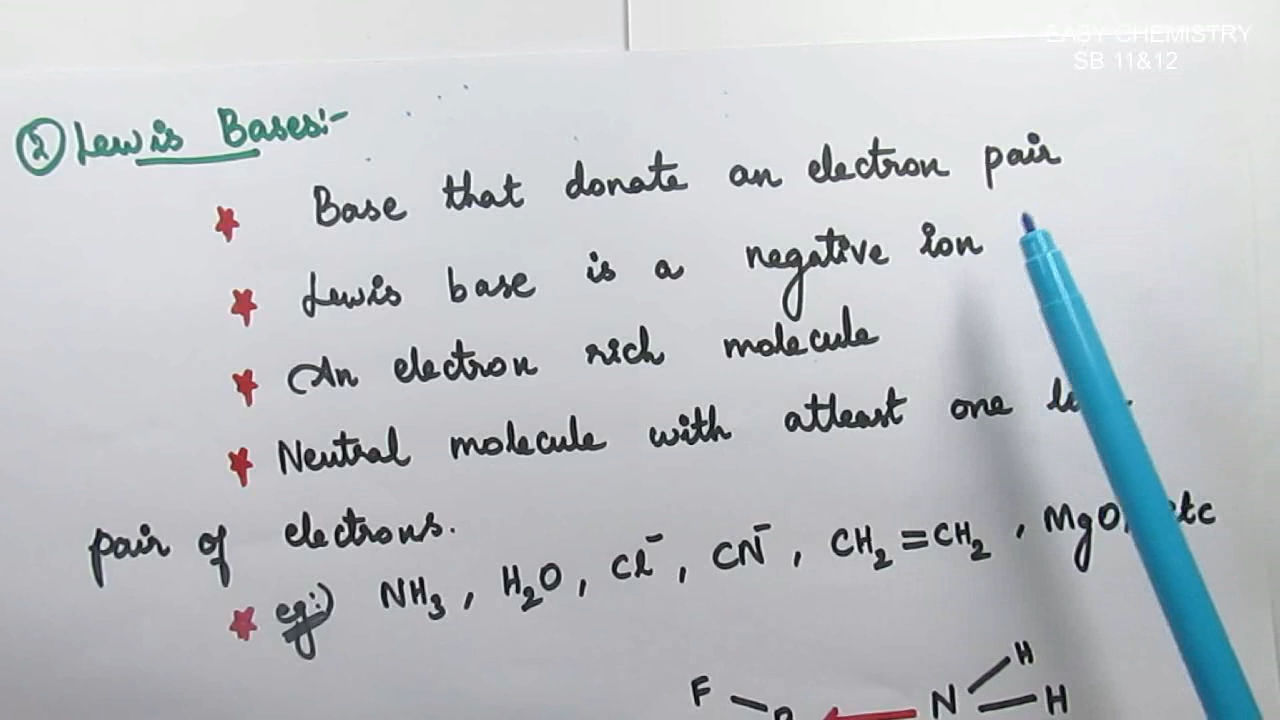 EASY CHEMISTRY
SB 11&12
② Lewis Bases:-
★ Base that donate an electron pair
★ Lewis base is a negative ion
★ An electron rich molecule
★ Neutral molecule with atleast one
pair of electrons.
★ eg:) NH₃, H₂O, Cl⁻, CN⁻, CH₂=CH₂, MgO, etc
H
F N H